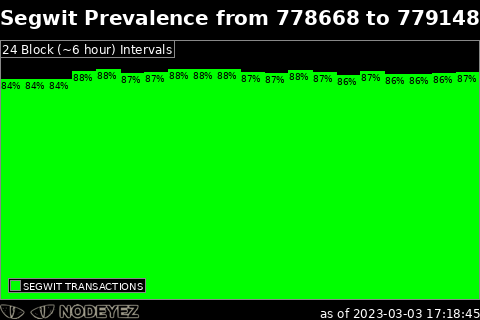 Segwit Prevalence from 778668 to 779148
24 Block (~6 hour) Intervals
84% 84% 84% 88% 88% 87% 87% 88% 88% 88% 87% 87% 88% 87% 86% 87% 86% 86% 86% 87%
SEGWIT TRANSACTIONS
NODEYEZ
as of 2023-03-03 17:18:45